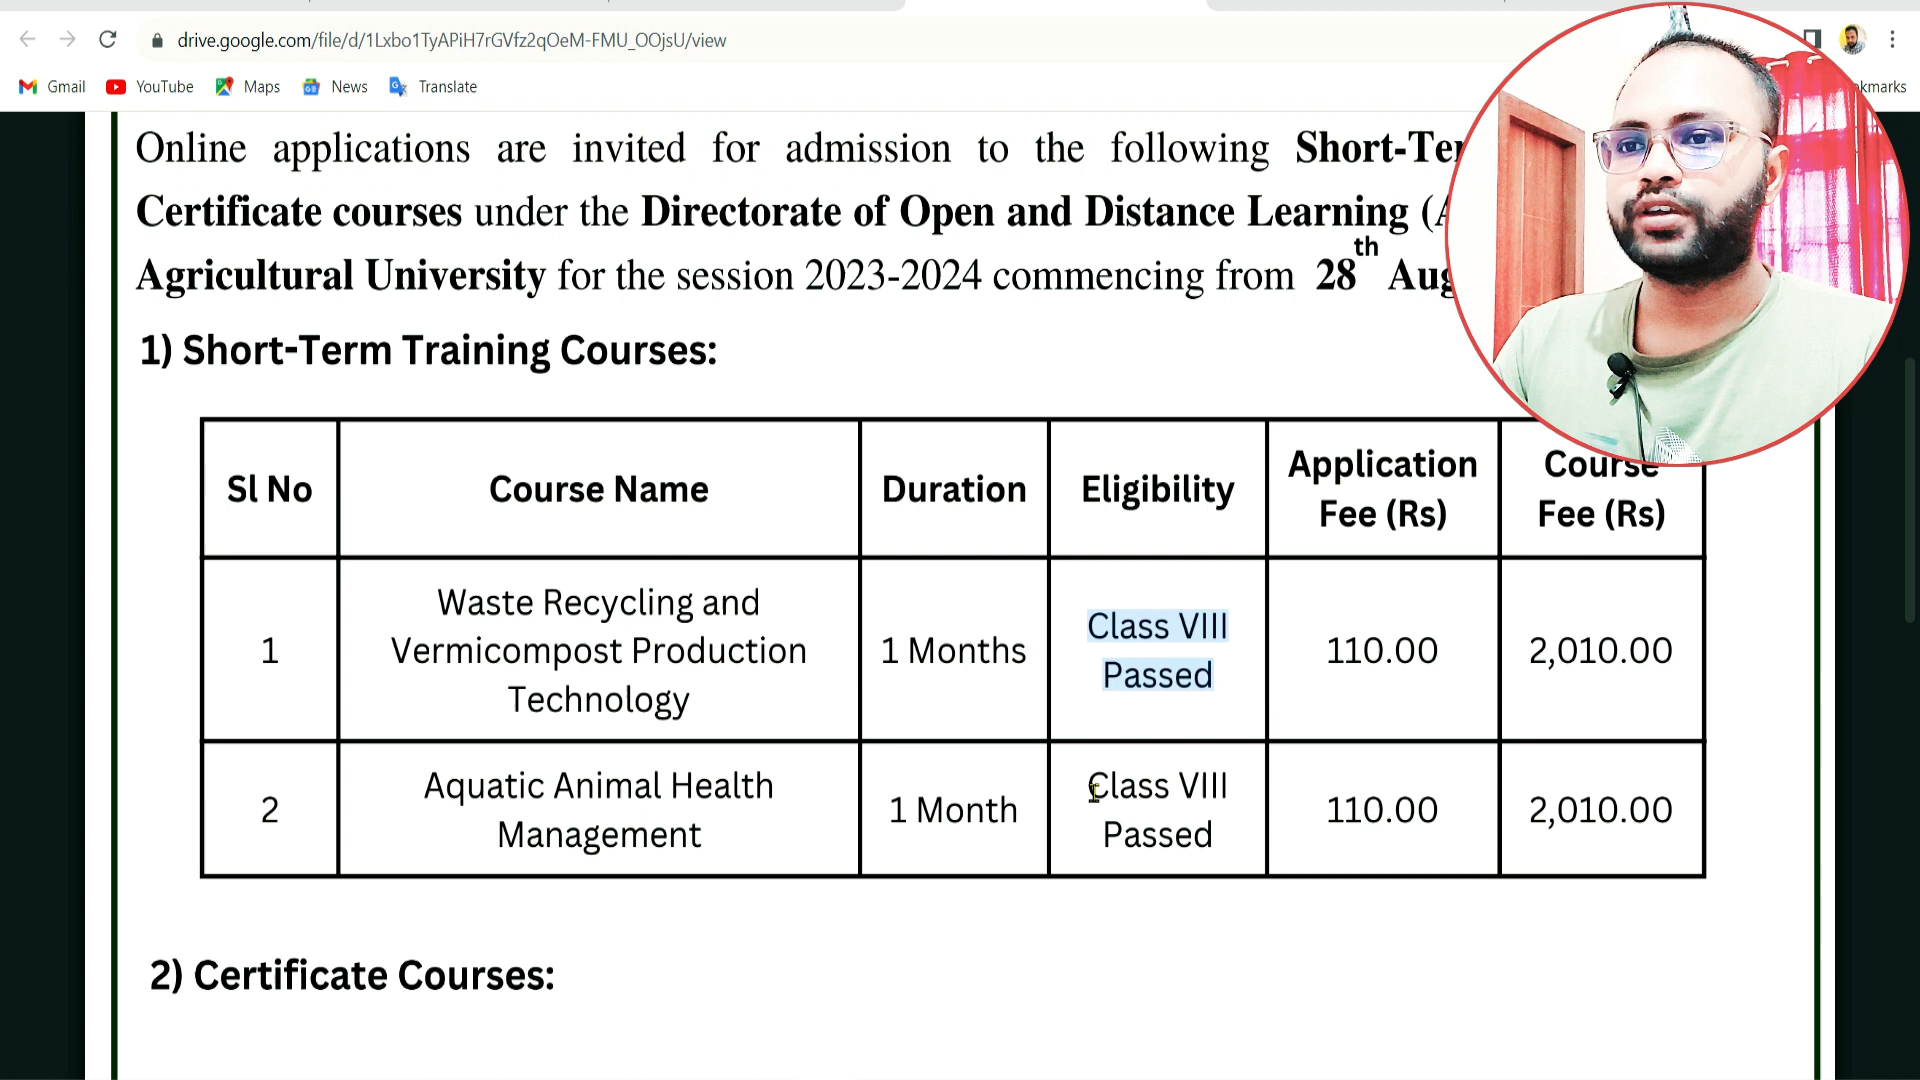 drive.google.com/file/d/1Lxbo1TyAPiH7rGVfz2qOeM-FMU_OOjsU/view
Gmail YouTube Maps News Translate
Online applications are invited for admission to the following
Certificate courses under the Directorate of Open and Distance Learning
Agricultural University for the session 2023-2024 commencing from 28th
1) Short-Term Training Courses:
Sl No Course Name Duration Eligibility Application Fee (Rs) Course Fee (Rs)
1 Waste Recycling and Vermicompost Production Technology 1 Months Class VIII Passed 110.00 2,010.00
2 Aquatic Animal Health Management 1 Month Class VIII Passed 110.00 2,010.00
2) Certificate Courses: